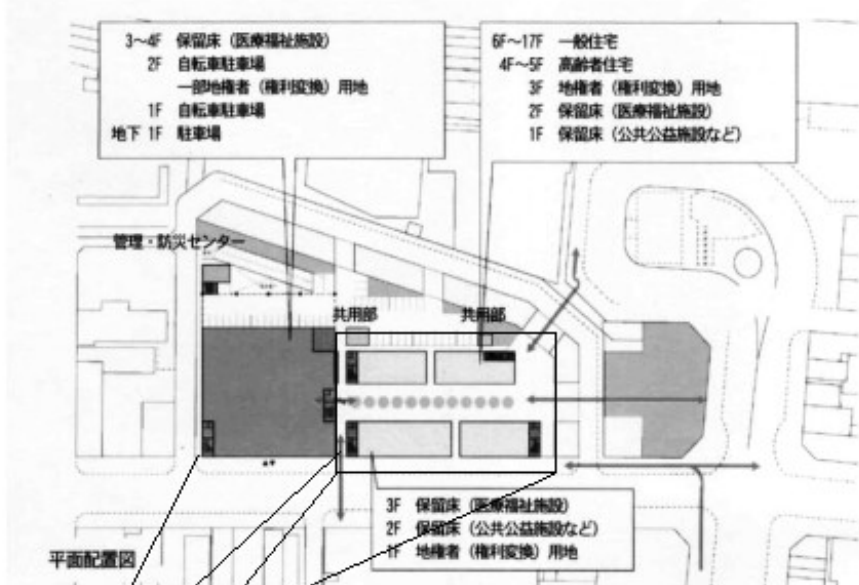 3〜4F 保留床（医療福祉施設）
2F 自転車駐車場
一部地権者（権利変換）用地
1F 自転車駐車場
地下 1F 駐車場
6F〜17F 一般住宅
4F〜5F 高齢者住宅
3F 地権者（権利変換）用地
2F 保留床（医療福祉施設）
1F 保留床（公共公益施設など）
管理・防災センター
共用部
共用部
3F 保留床（医療福祉施設）
2F 保留床（公共公益施設など）
1F 地権者（権利変換）用地
平面配置図